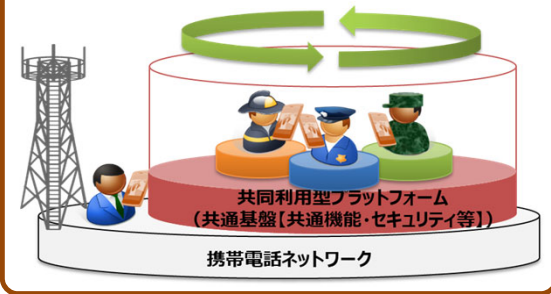 共同利用型プラットフォーム
（共通基盤【共通機能・セキュリティ等】）
携帯電話ネットワーク